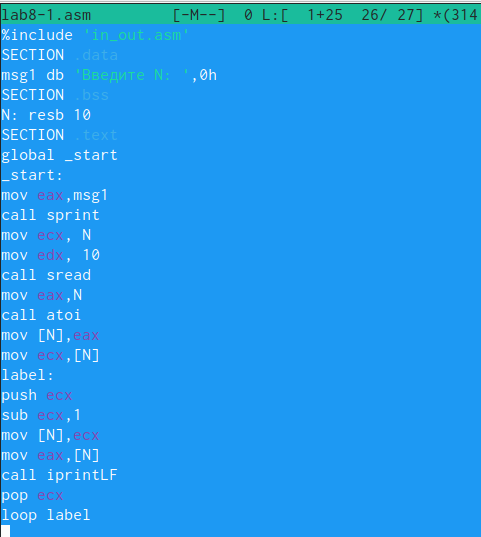 lab8-1.asm [-M--] 0 L:[ 1+25 26/ 27] *(314
%include 'in_out.asm'
SECTION .data
msg1 db 'Введите N: ',0h
SECTION .bss
N: resb 10
SECTION .text
global _start
_start:
mov eax,msg1
call sprint
mov ecx, N
mov edx, 10
call sread
mov eax,N
call atoi
mov [N],eax
mov ecx,[N]
label:
push ecx
sub ecx,1
mov [N],ecx
mov eax,[N]
call iprintLF
pop ecx
loop label